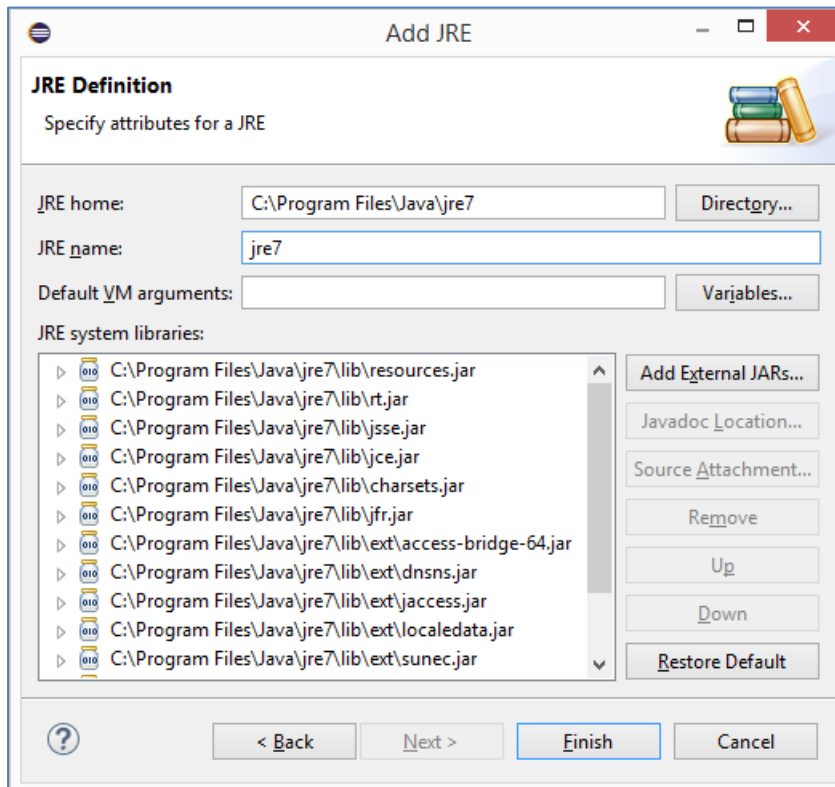 Add JRE
JRE Definition
Specify attributes for a JRE
JRE home: C:\Program Files\Java\jre7 Directory...
JRE name: jre7
Default VM arguments: Variables...
JRE system libraries:
C:\Program Files\Java\jre7\lib\resources.jar
C:\Program Files\Java\jre7\lib\rt.jar
C:\Program Files\Java\jre7\lib\jsse.jar
C:\Program Files\Java\jre7\lib\jce.jar
C:\Program Files\Java\jre7\lib\charsets.jar
C:\Program Files\Java\jre7\lib\jfr.jar
C:\Program Files\Java\jre7\lib\ext\access-bridge-64.jar
C:\Program Files\Java\jre7\lib\ext\dnsns.jar
C:\Program Files\Java\jre7\lib\ext\jaccess.jar
C:\Program Files\Java\jre7\lib\ext\localedata.jar
C:\Program Files\Java\jre7\lib\ext\sunec.jar
Add External JARs...
Javadoc Location...
Source Attachment...
Remove
Up
Down
Restore Default
? < Back Next > Finish Cancel